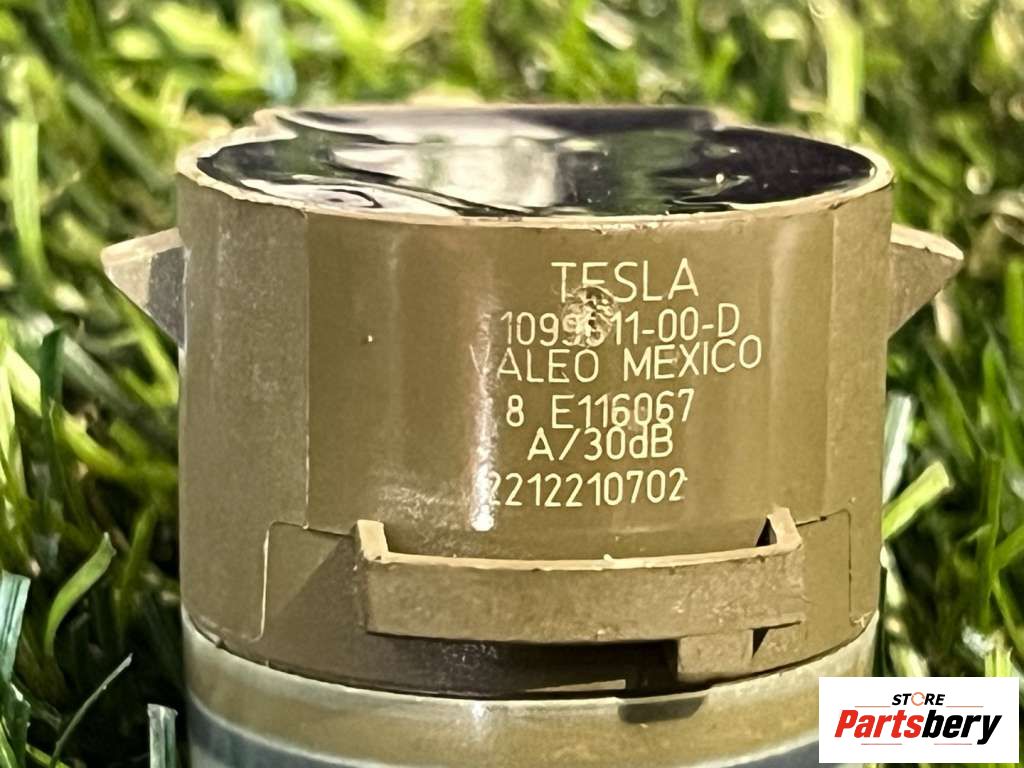 TESLA
VALEO MEXICO
8 E116067
A/30dB
2212210702
STORE
Partsbery